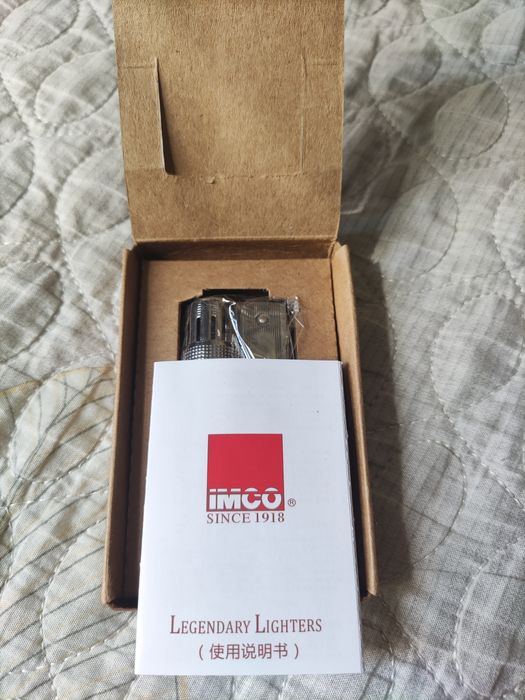 IMCO®
SINCE 1918
LEGENDARY LIGHTERS
(使用说明书)